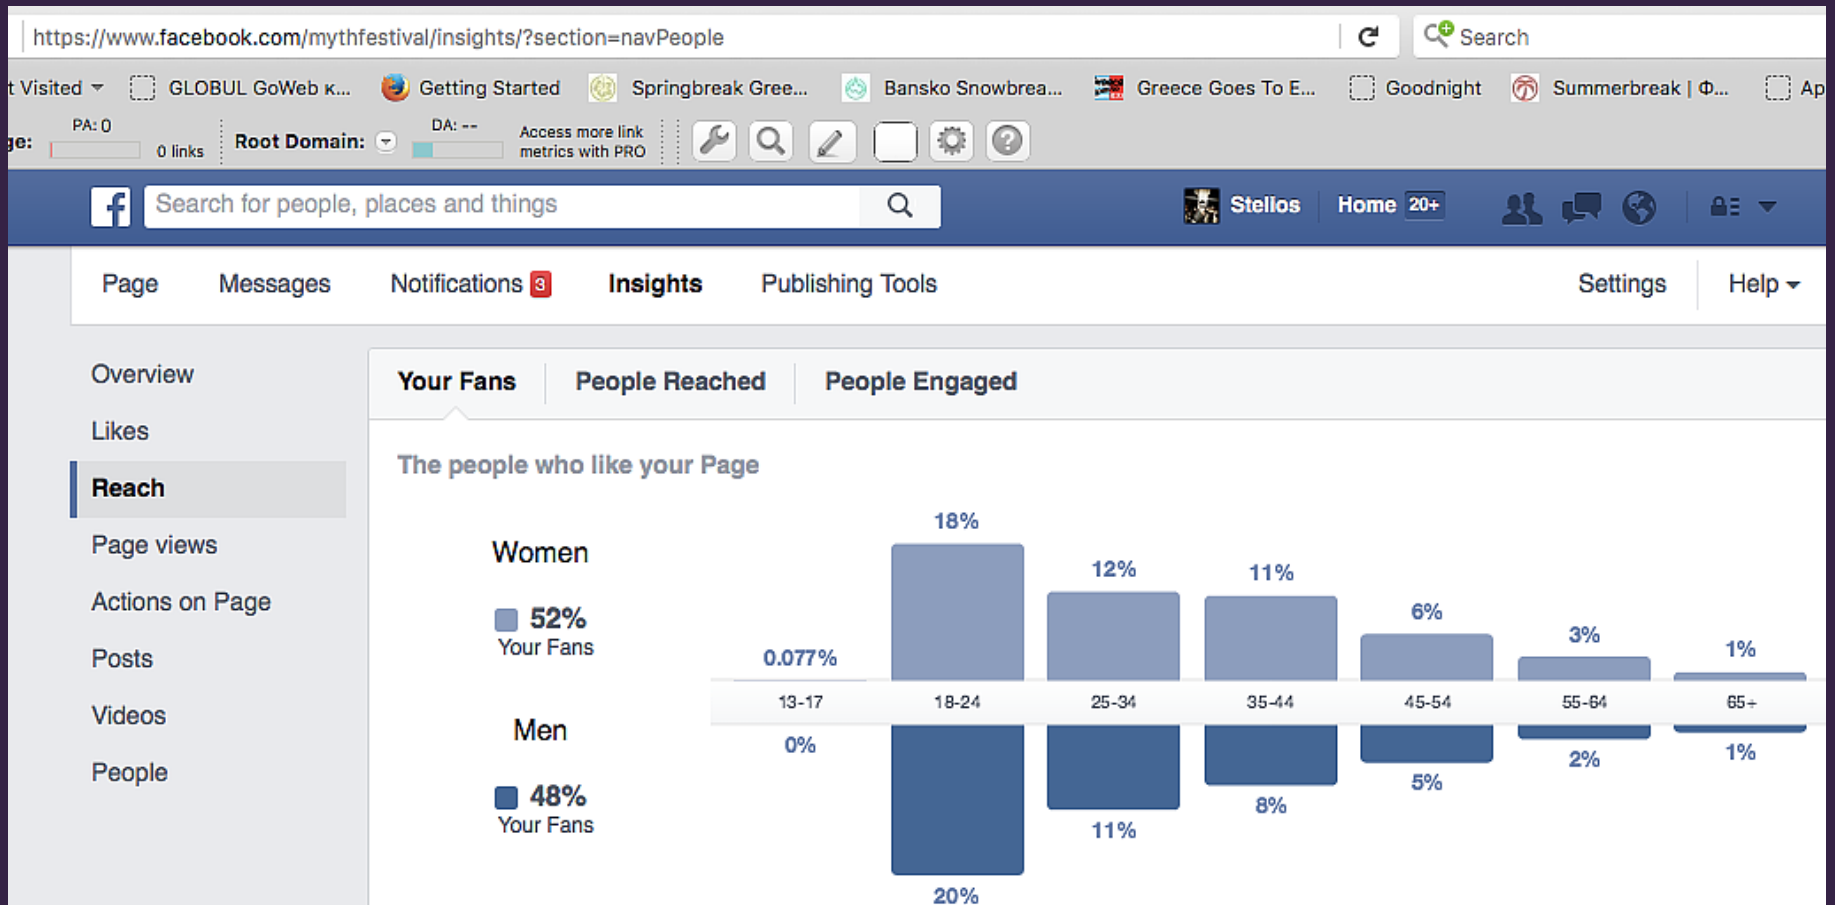 https://www.facebook.com/mythfestival/insights/?section=navPeople Search
t Visited GLOBUL GoWeb к... Getting Started Springbreak Gree... Bansko Snowbrea... Greece Goes To E... Goodnight Summerbreak | Ф... Ap
ge: PA: 0 0 links Root Domain: DA: -- Access more link metrics with PRO
Search for people, places and things Stelios Home 20+
Page Messages Notifications 3 Insights Publishing Tools Settings Help
Overview
Likes
Reach
Page views
Actions on Page
Posts
Videos
People
Your Fans People Reached People Engaged
The people who like your Page
Women
52%
Your Fans
Men
48%
Your Fans
0.077% 18% 12% 11% 6% 3% 1%
13-17 18-24 25-34 35-44 45-54 55-64 65+
0% 20% 11% 8% 5% 2% 1%